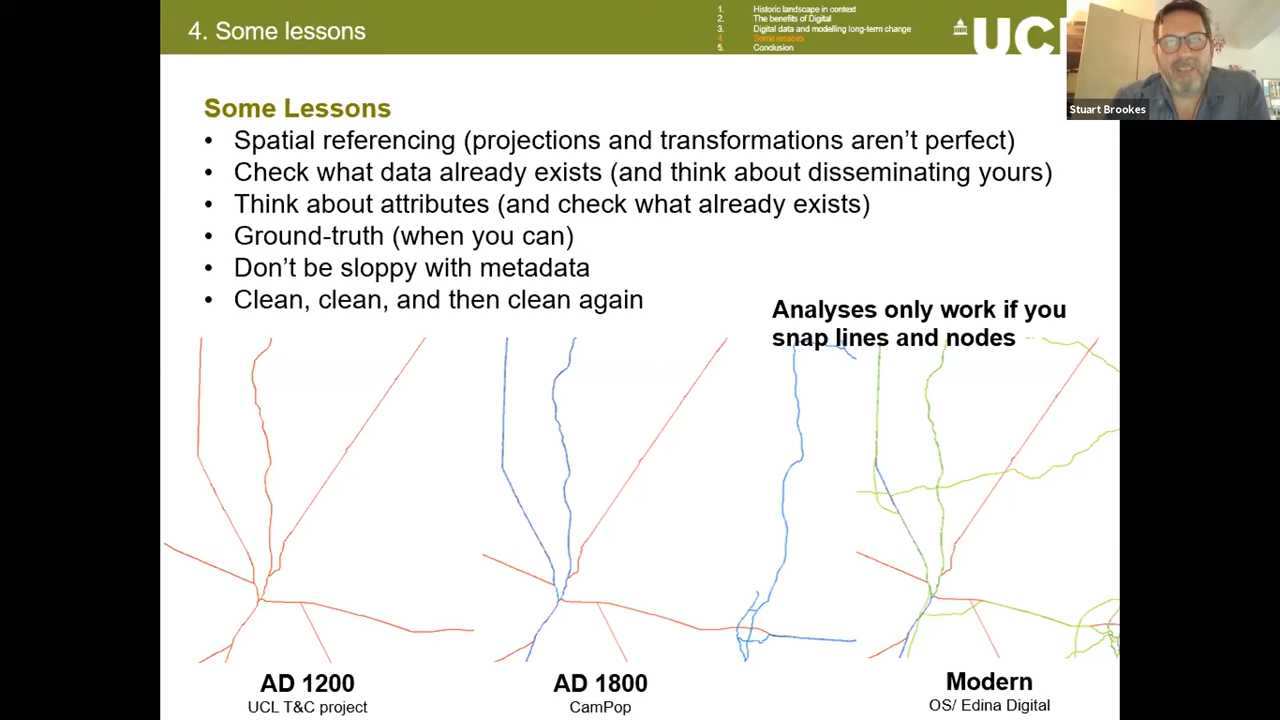 4. Some lessons
1. Historic landscape in context
2. The benefits of Digital
3. Digital data and modelling long-term change
4. Some lessons
5. Conclusion
UCL
Stuart Brookes
Some Lessons
• Spatial referencing (projections and transformations aren’t perfect)
• Check what data already exists (and think about disseminating yours)
• Think about attributes (and check what already exists)
• Ground-truth (when you can)
• Don’t be sloppy with metadata
• Clean, clean, and then clean again
Analyses only work if you
snap lines and nodes
AD 1200
UCL T&C project
AD 1800
CamPop
Modern
OS/ Edina Digital